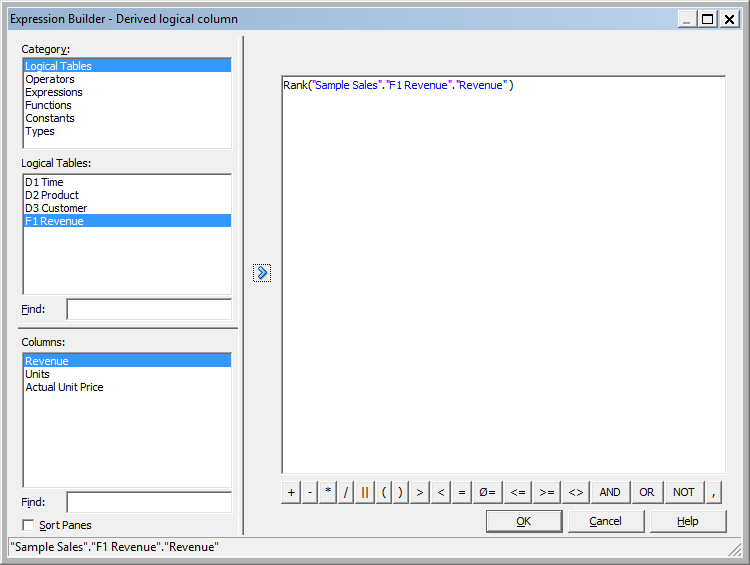 Expression Builder - Derived logical column
Category:
Logical Tables
Operators
Expressions
Functions
Constants
Types
Logical Tables:
D1 Time
D2 Product
D3 Customer
F1 Revenue
Find:
Columns:
Revenue
Units
Actual Unit Price
Find:
Sort Panes
Rank("Sample Sales"."F1 Revenue"."Revenue" )
+ - * / || ( ) > < = Ø= <= >= <> AND OR NOT ,
OK Cancel Help
"Sample Sales"."F1 Revenue"."Revenue"